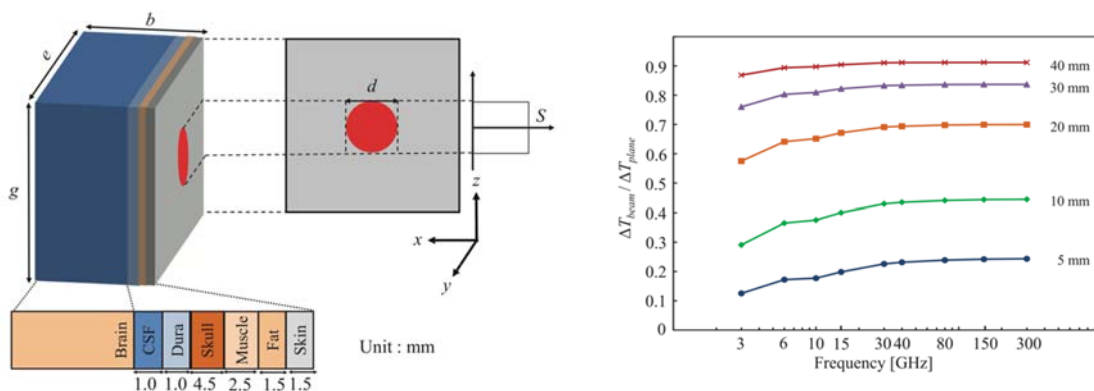 b
e
g
d
S
z
x
y
Brain
CSF
Dura
Skull
Muscle
Fat
Skin
1.0 1.0 4.5 2.5 1.5 1.5
Unit : mm
ΔT_beam / ΔT_plane
0.9
0.8
0.7
0.6
0.5
0.4
0.3
0.2
0.1
0
40 mm
30 mm
20 mm
10 mm
5 mm
3 6 10 15 30 40 80 150 300
Frequency [GHz]